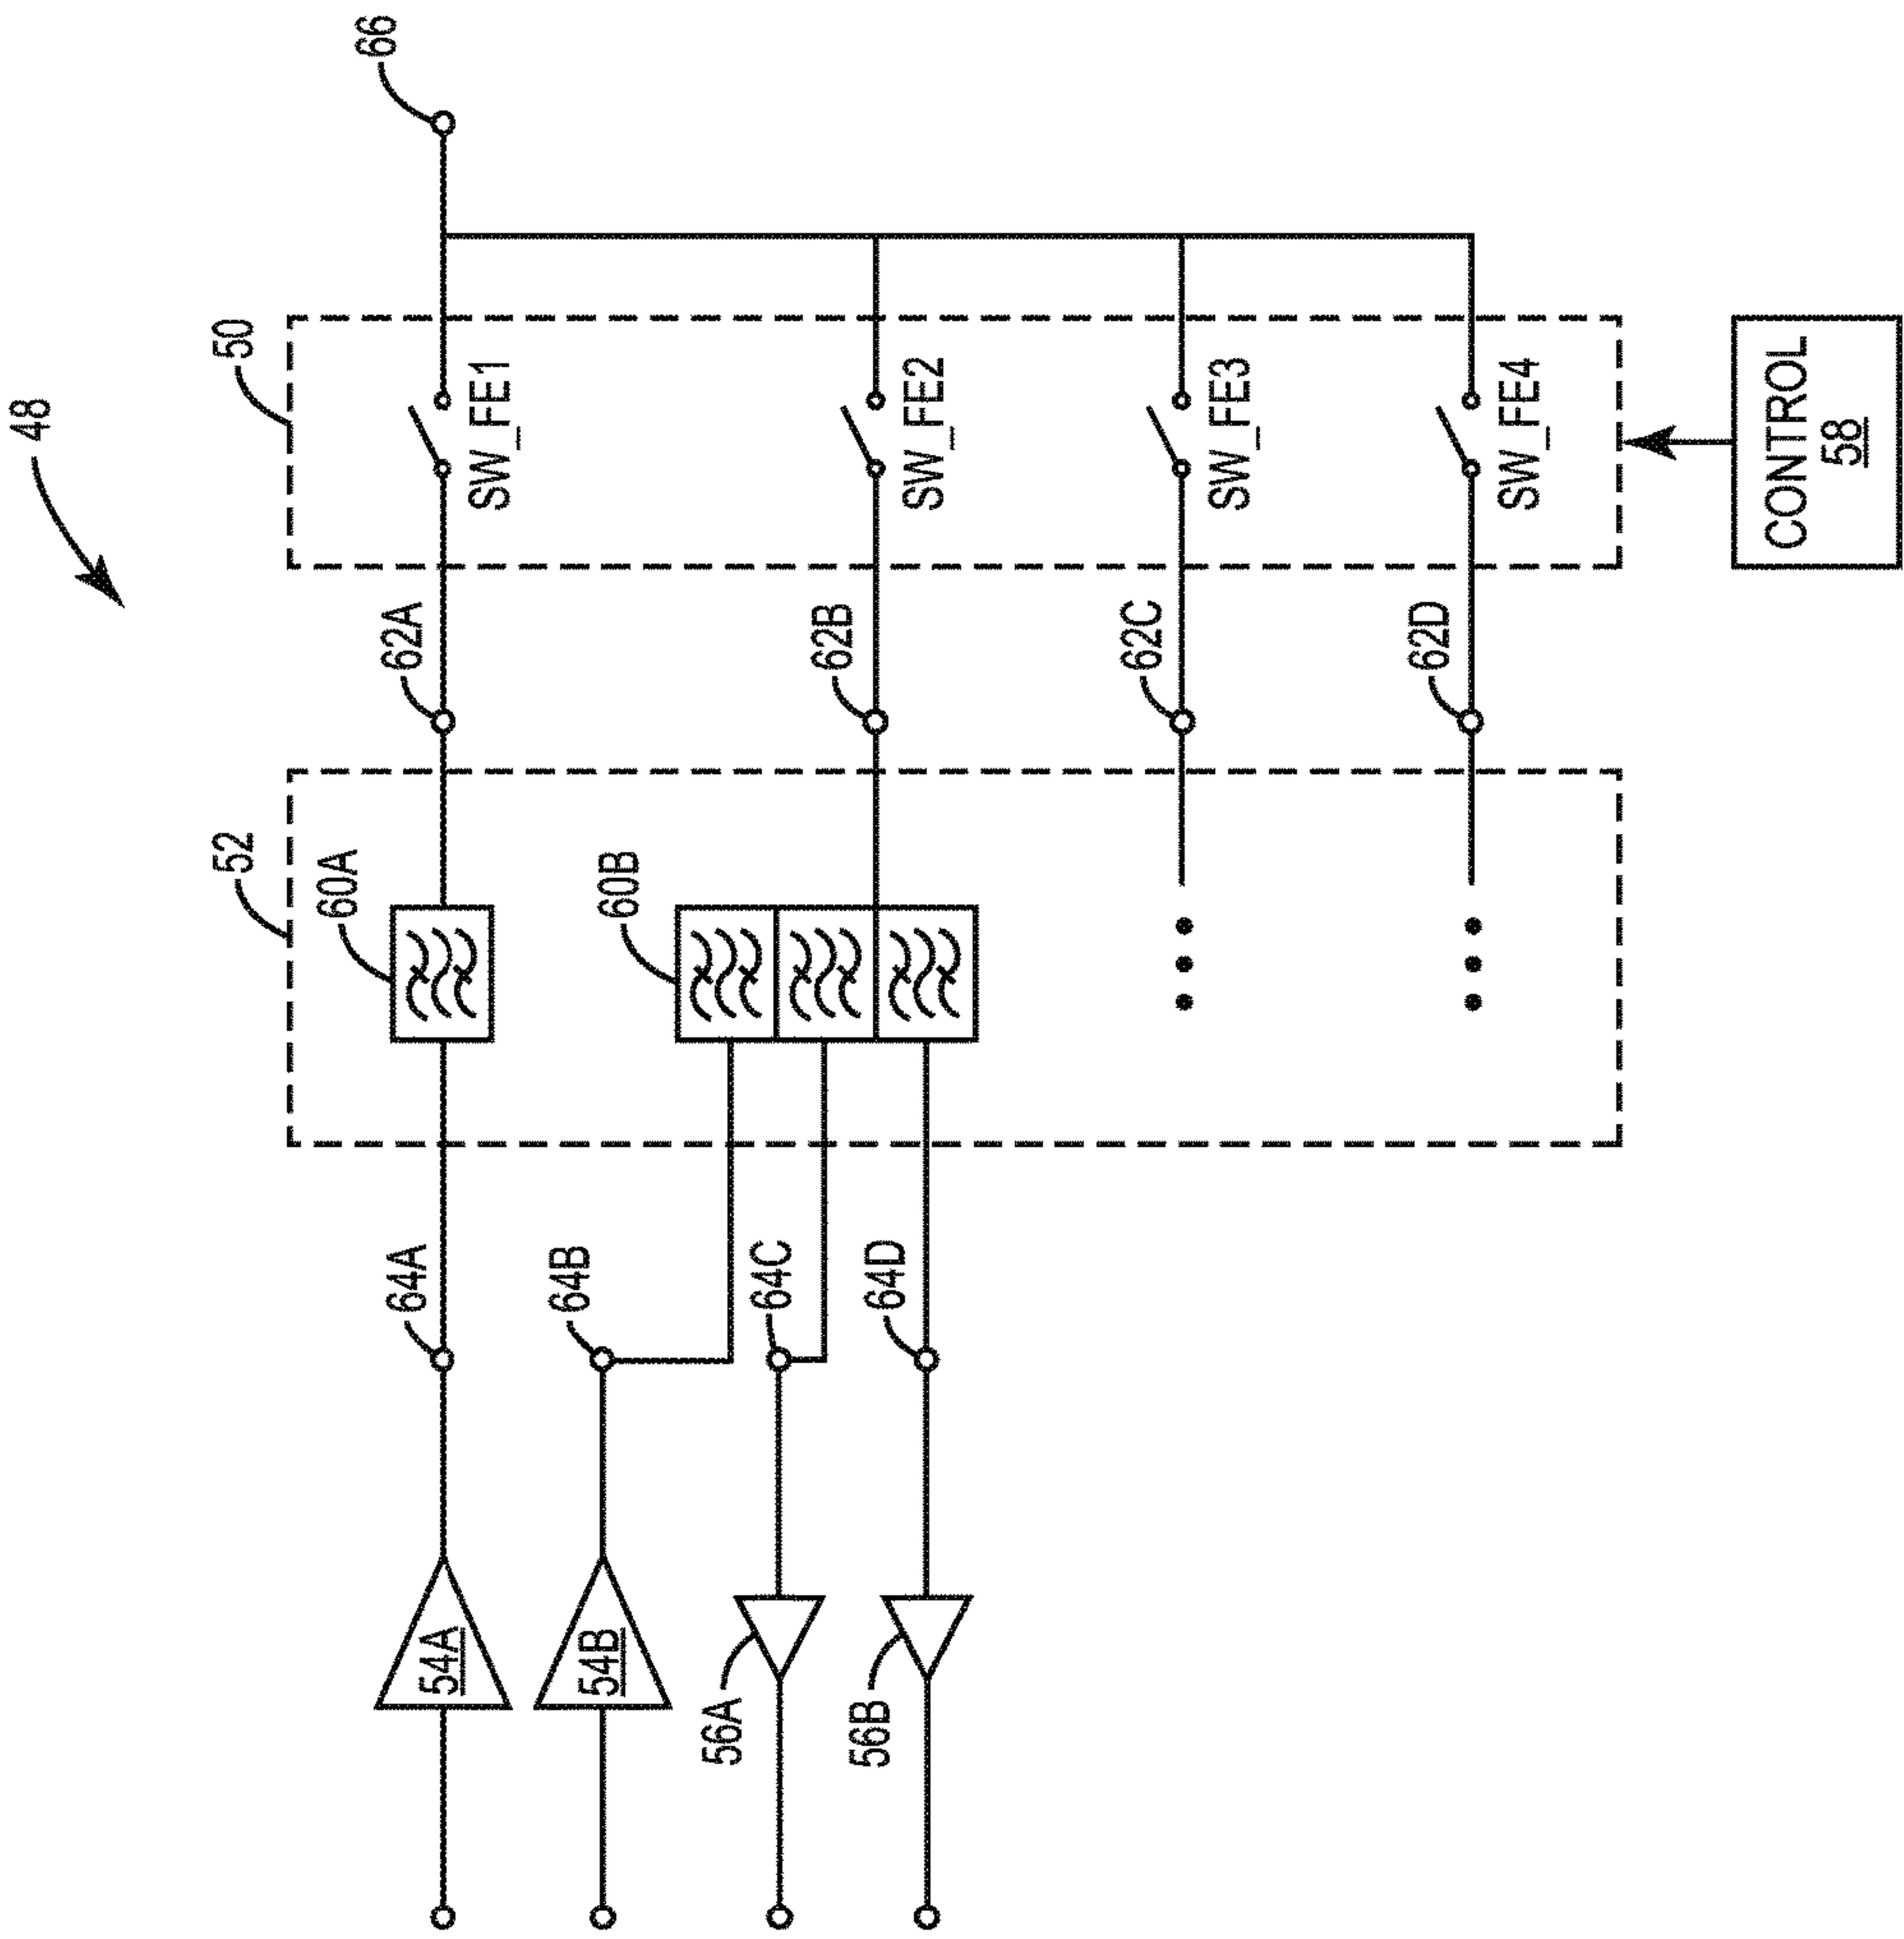 48
66
50
SW_FE1
SW_FE2
SW_FE3
SW_FE4
CONTROL
58
62A
62B
62C
62D
52
60A
60B
64A
64B
64C
64D
54A
54B
56A
56B